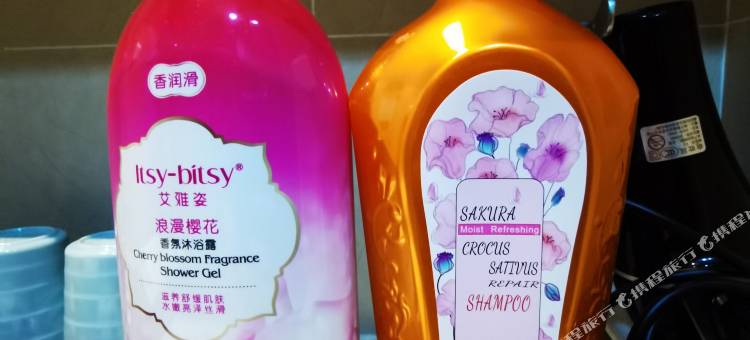 香润滑
Itsy-bitsy®
艾雅姿
浪漫樱花
香氛沐浴露
Cherry blossom Fragrance
Shower Gel
滋养舒缓肌肤
水嫩亮泽丝滑
SAKURA
Moist Refreshing
CROCUS
SATIVUS
REPAIR
SHAMPOO
携程旅行
携程旅行